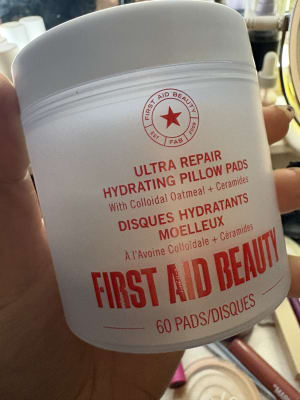 FIRST AID BEAUTY
EST FAB 2009
ULTRA REPAIR
HYDRATING PILLOW PADS
With Colloidal Oatmeal + Ceramides
DISQUES HYDRATANTS
MOELLEUX
À l'Avoine Colloïdale + Céramides
FIRST AID BEAUTY
60 PADS/DISQUES